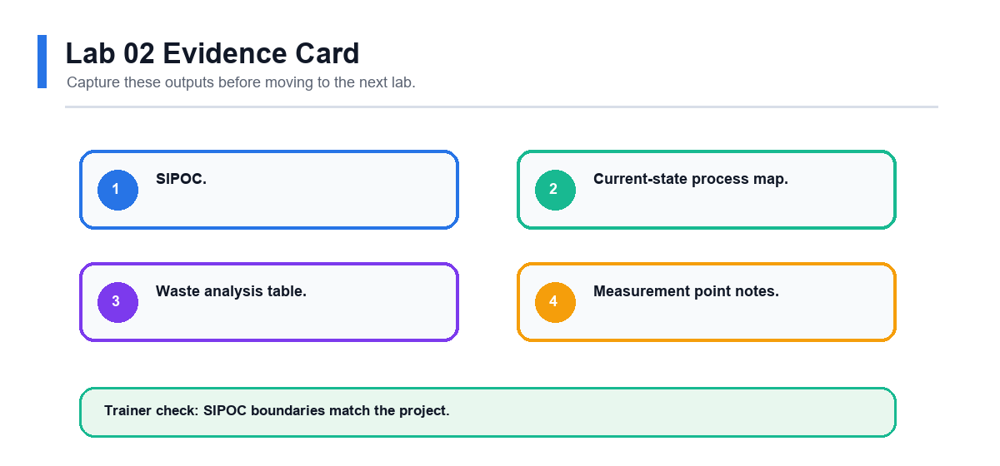 Lab 02 Evidence Card
Capture these outputs before moving to the next lab.
1
SIPOC.
2
Current-state process map.
3
Waste analysis table.
4
Measurement point notes.
Trainer check: SIPOC boundaries match the project.